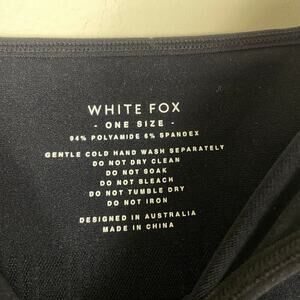 WHITE FOX
- ONE SIZE -
94% POLYAMIDE 6% SPANDEX
GENTLE COLD HAND WASH SEPARATELY
DO NOT DRY CLEAN
DO NOT SOAK
DO NOT BLEACH
DO NOT TUMBLE DRY
DO NOT IRON
DESIGNED IN AUSTRALIA
MADE IN CHINA